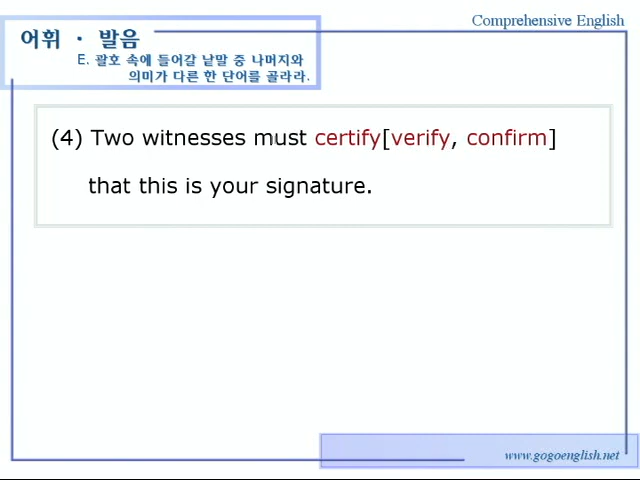 Comprehensive English
어휘 · 발음
E. 괄호 속에 들어갈 낱말 중 나머지와
의미가 다른 한 단어를 골라라.
(4) Two witnesses must certify[verify, confirm]
that this is your signature.
www.gogoenglish.net